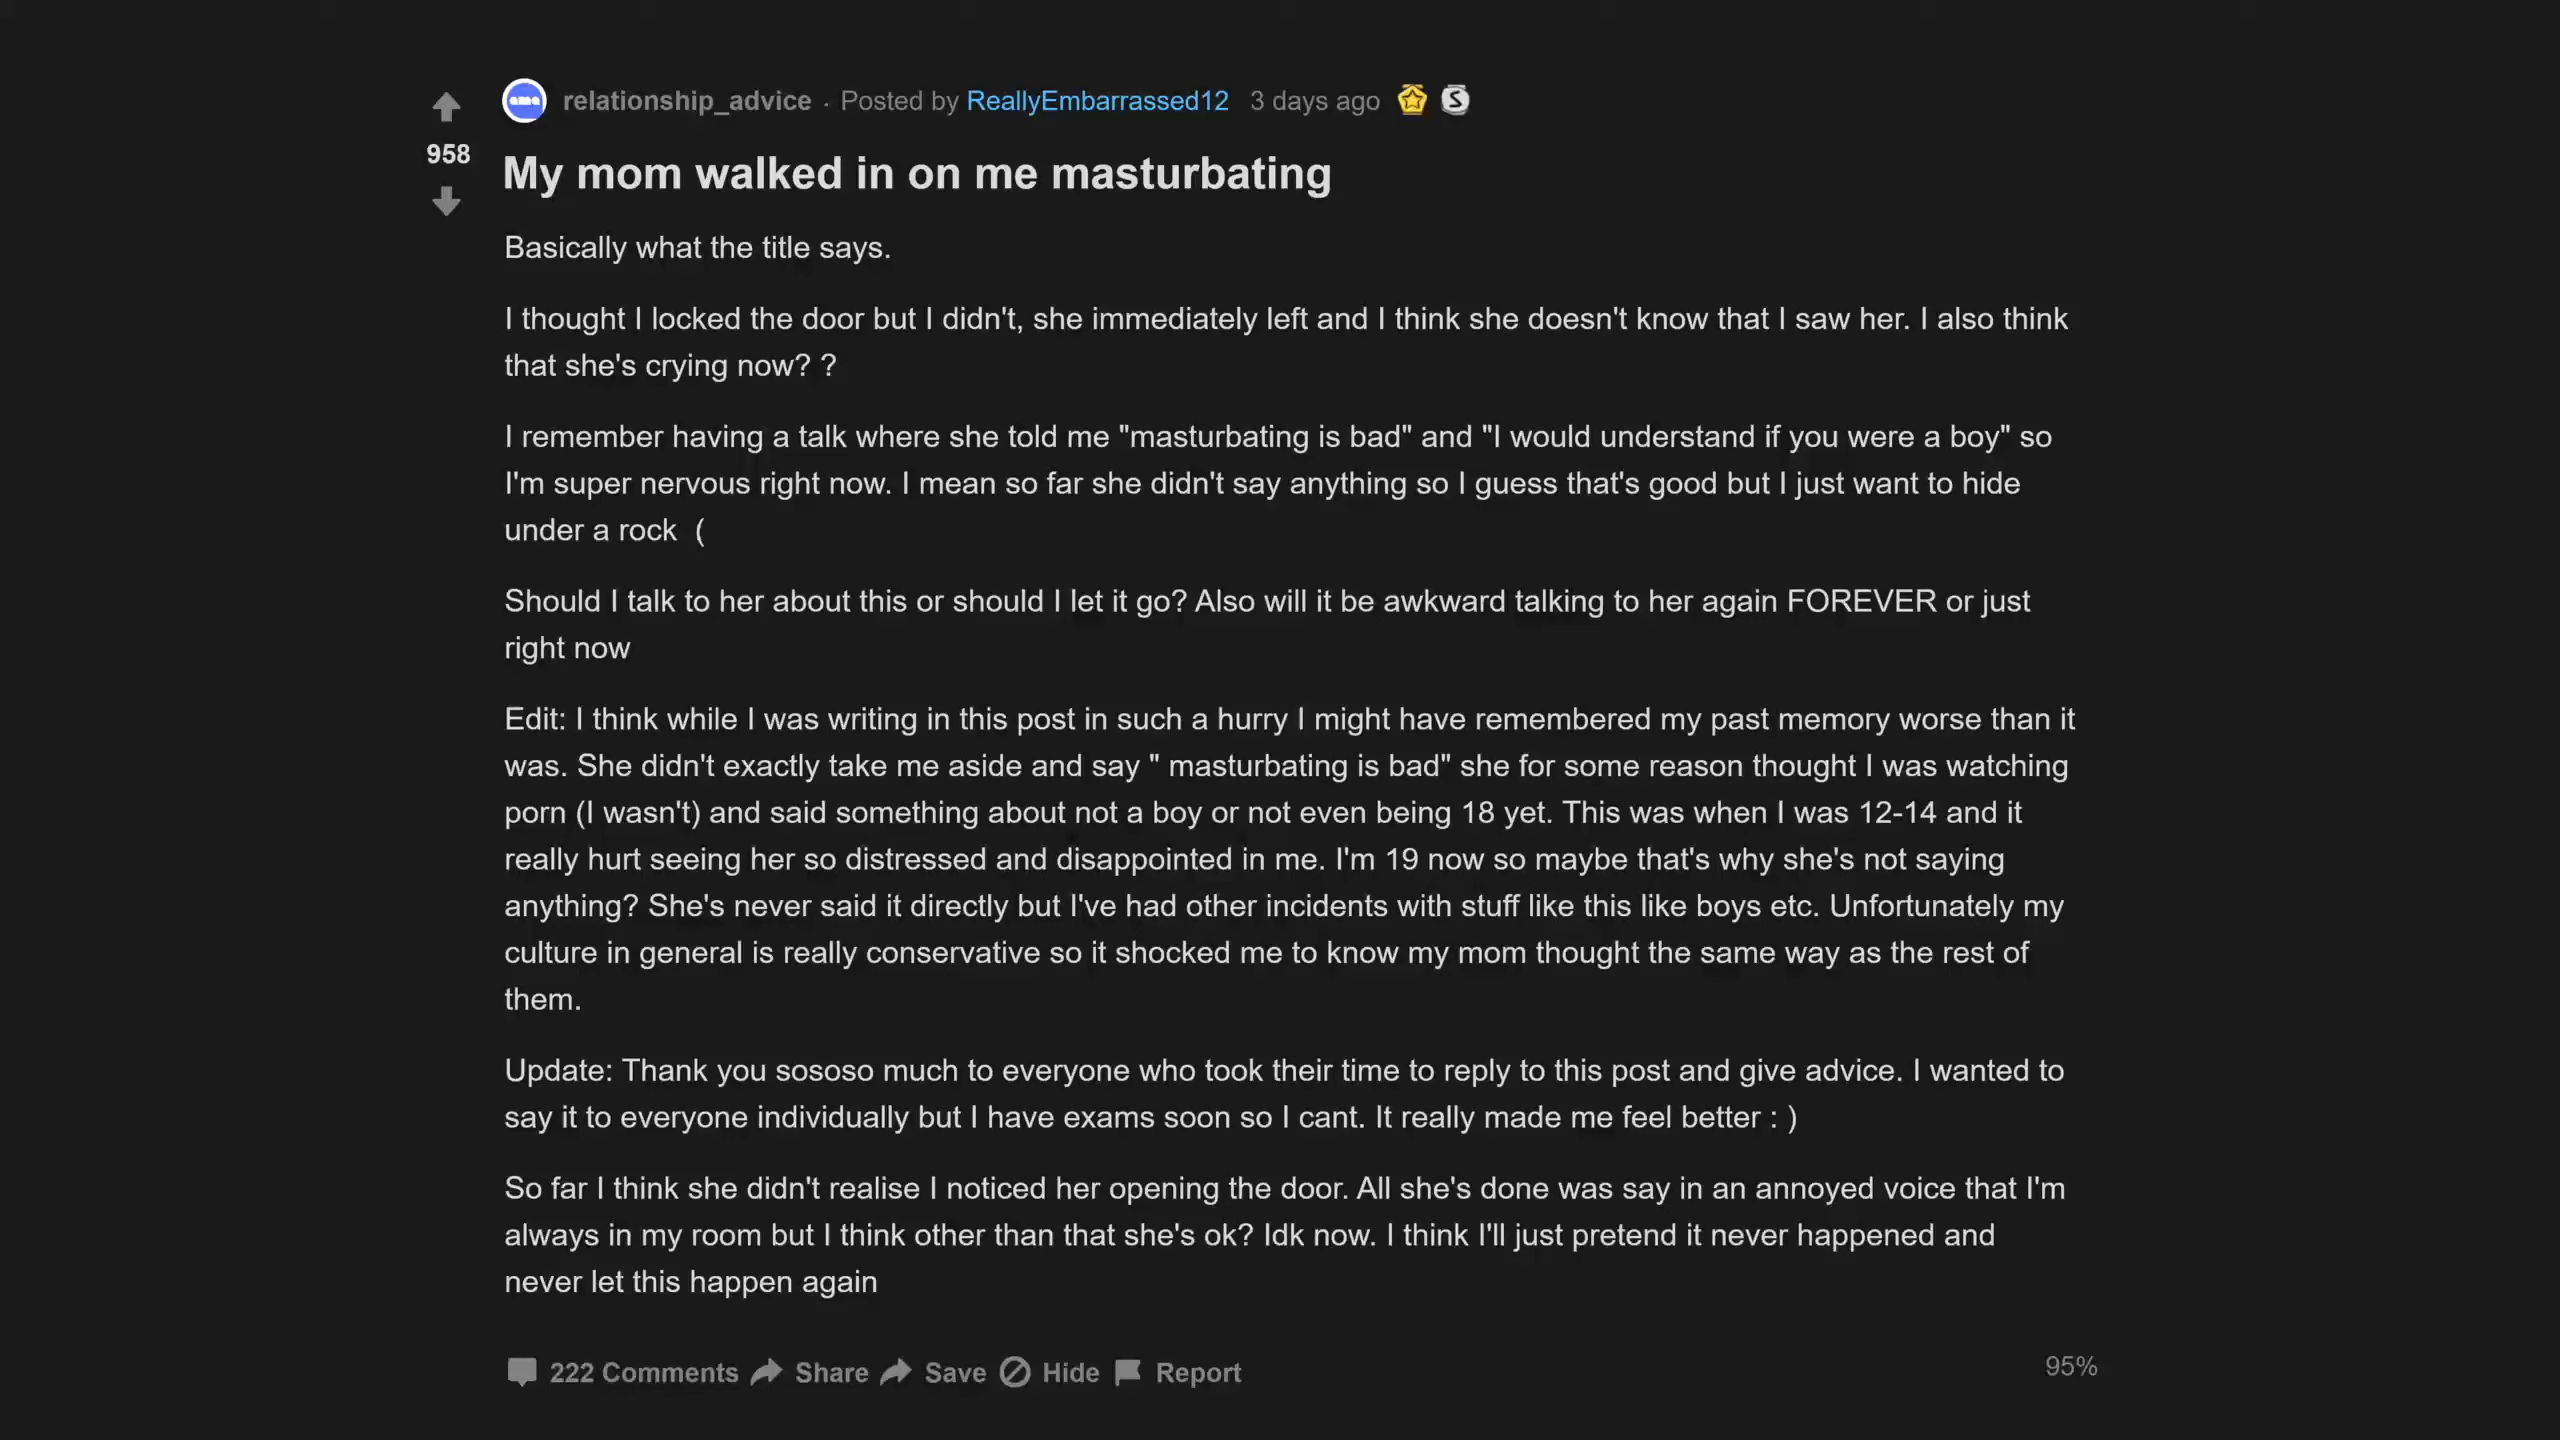 relationship_advice · Posted by ReallyEmbarrassed12 3 days ago
958
My mom walked in on me masturbating
Basically what the title says.
I thought I locked the door but I didn't, she immediately left and I think she doesn't know that I saw her. I also think
that she's crying now? ?
I remember having a talk where she told me "masturbating is bad" and "I would understand if you were a boy" so
I'm super nervous right now. I mean so far she didn't say anything so I guess that's good but I just want to hide
under a rock  (
Should I talk to her about this or should I let it go? Also will it be awkward talking to her again FOREVER or just
right now
Edit: I think while I was writing in this post in such a hurry I might have remembered my past memory worse than it
was. She didn't exactly take me aside and say " masturbating is bad" she for some reason thought I was watching
porn (I wasn't) and said something about not a boy or not even being 18 yet. This was when I was 12-14 and it
really hurt seeing her so distressed and disappointed in me. I'm 19 now so maybe that's why she's not saying
anything? She's never said it directly but I've had other incidents with stuff like this like boys etc. Unfortunately my
culture in general is really conservative so it shocked me to know my mom thought the same way as the rest of
them.
Update: Thank you sososo much to everyone who took their time to reply to this post and give advice. I wanted to
say it to everyone individually but I have exams soon so I cant. It really made me feel better : )
So far I think she didn't realise I noticed her opening the door. All she's done was say in an annoyed voice that I'm
always in my room but I think other than that she's ok? Idk now. I think I'll just pretend it never happened and
never let this happen again
222 Comments Share Save Hide Report 95%